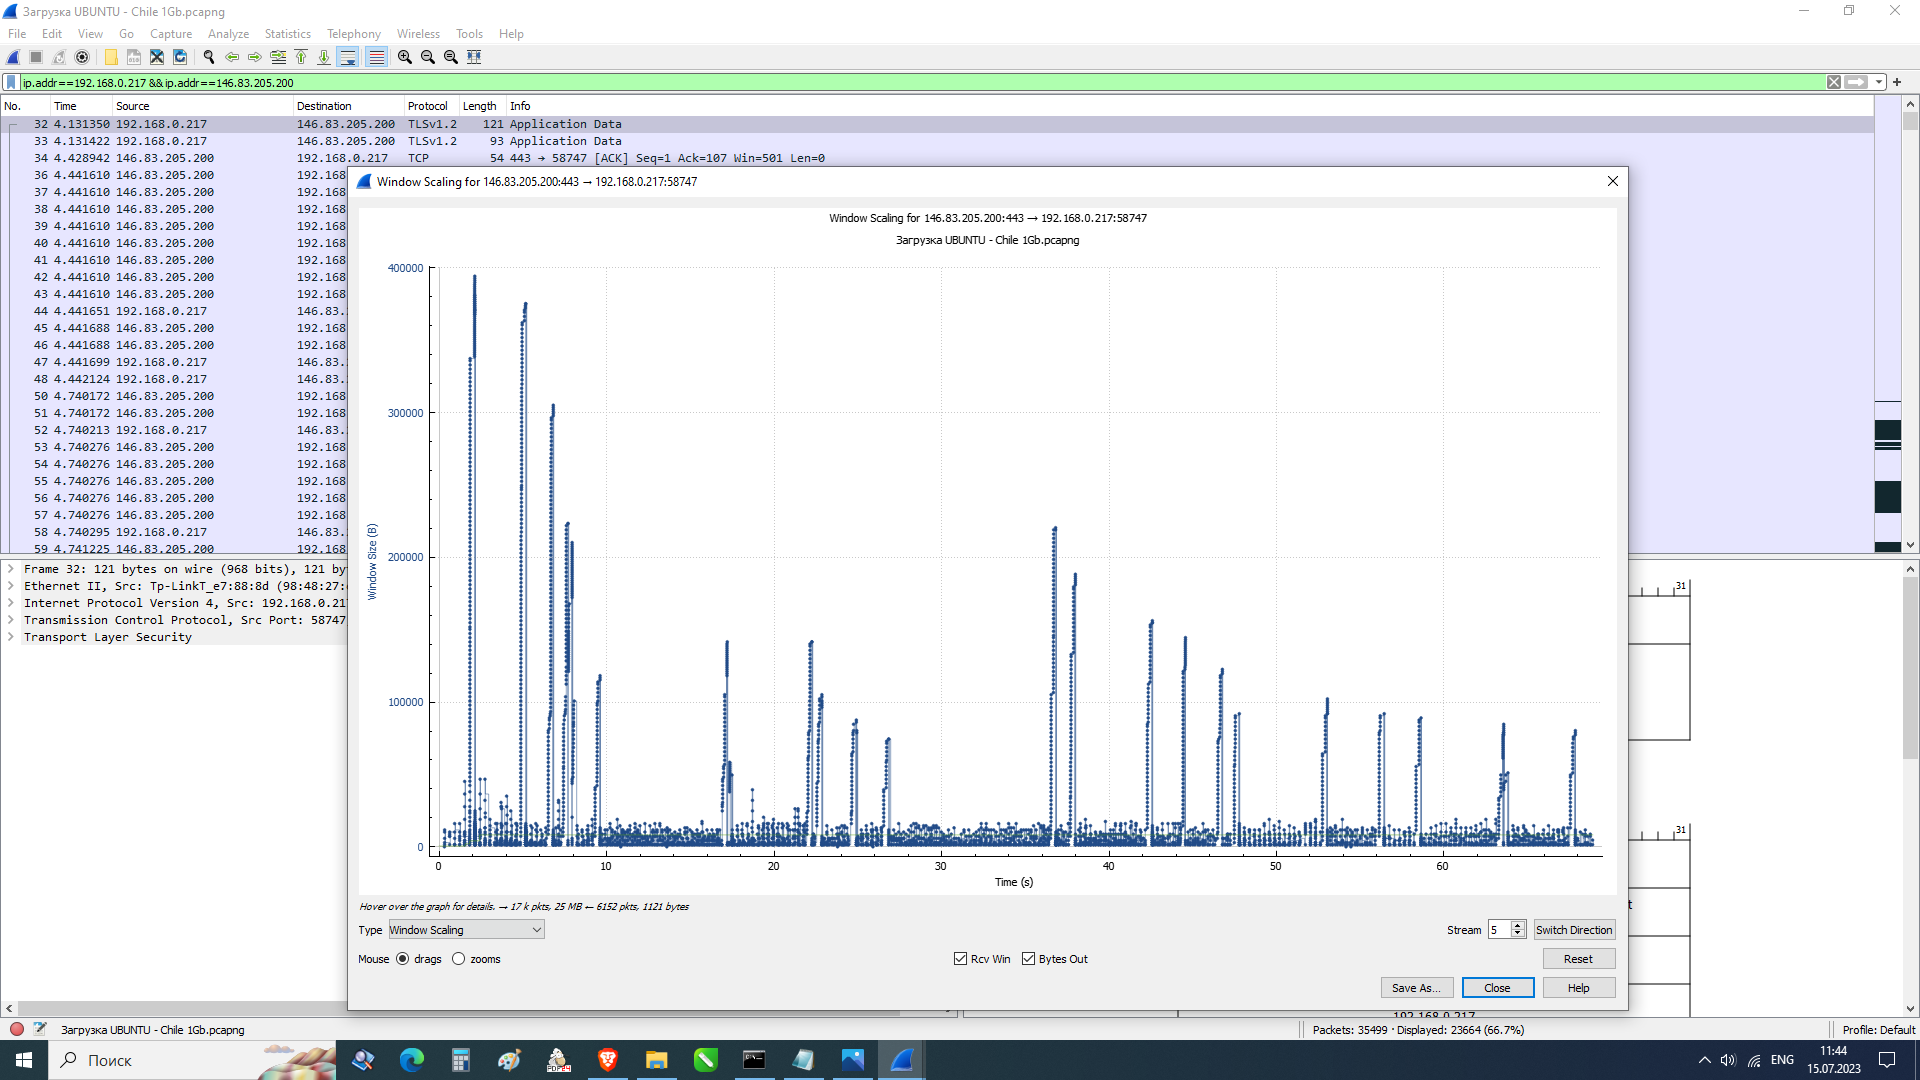 Загрузка UBUNTU - Chile 1Gb.pcapng
File Edit View Go Capture Analyze Statistics Telephony Wireless Tools Help
ip.addr==192.168.0.217 && ip.addr==146.83.205.200
No. Time Source Destination Protocol Length Info
32 4.131350 192.168.0.217 146.83.205.200 TLSv1.2 121 Application Data
33 4.131422 192.168.0.217 146.83.205.200 TLSv1.2 93 Application Data
34 4.428942 146.83.205.200 192.168.0.217 TCP 54 443 → 58747 [ACK] Seq=1 Ack=107 Win=501 Len=0
36 4.441610 146.83.205.200 192.168
37 4.441610 146.83.205.200 192.168
38 4.441610 146.83.205.200 192.168
39 4.441610 146.83.205.200 192.168
40 4.441610 146.83.205.200 192.168
41 4.441610 146.83.205.200 192.168
42 4.441610 146.83.205.200 192.168
43 4.441610 146.83.205.200 192.168
44 4.441651 192.168.0.217 146.83.
45 4.441688 146.83.205.200 192.168
46 4.441688 146.83.205.200 192.168
47 4.441699 192.168.0.217 146.83.
48 4.442124 192.168.0.217 146.83.
50 4.740172 146.83.205.200 192.168
51 4.740172 146.83.205.200 192.168
52 4.740213 192.168.0.217 146.83.
53 4.740276 146.83.205.200 192.168
54 4.740276 146.83.205.200 192.168
55 4.740276 146.83.205.200 192.168
56 4.740276 146.83.205.200 192.168
57 4.740276 146.83.205.200 192.168
58 4.740295 192.168.0.217 146.83.
59 4.741225 146.83.205.200 192.168
Frame 32: 121 bytes on wire (968 bits), 121 by
Ethernet II, Src: Tp-LinkT_e7:88:8d (98:48:27:
Internet Protocol Version 4, Src: 192.168.0.217
Transmission Control Protocol, Src Port: 58747
Transport Layer Security
Window Scaling for 146.83.205.200:443 → 192.168.0.217:58747
Window Scaling for 146.83.205.200:443 → 192.168.0.217:58747
Загрузка UBUNTU - Chile 1Gb.pcapng
400000
300000
200000
100000
0
Window Size (B)
0 10 20 30 40 50 60
Time (s)
Hover over the graph for details. → 17 k pkts, 25 MB ← 6152 pkts, 1121 bytes
Type Window Scaling
Stream 5 Switch Direction
Mouse drags zooms
Rcv Win Bytes Out
Reset
Save As... Close Help
31
31
t
192.168.0.217
Загрузка UBUNTU - Chile 1Gb.pcapng
Packets: 35499 · Displayed: 23664 (66.7%)
Profile: Default
Поиск
PDF24
ENG
11:44
15.07.2023